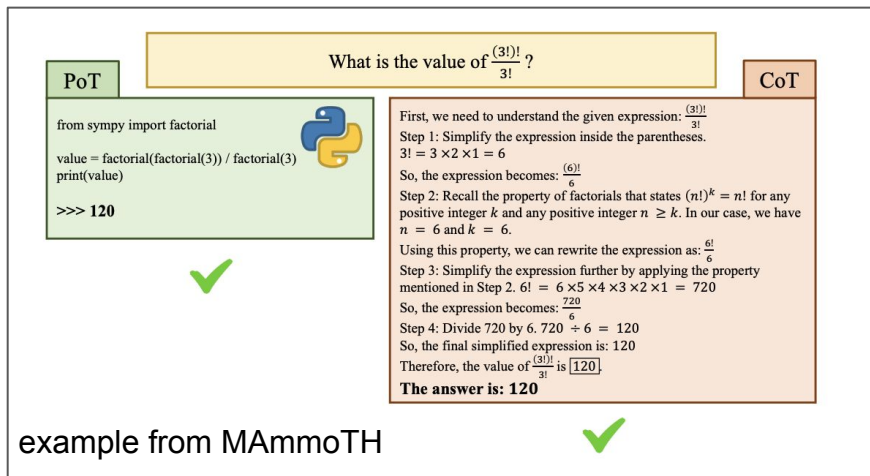 What is the value of (3!)!/3! ?
PoT
from sympy import factorial
value = factorial(factorial(3)) / factorial(3)
print(value)
>>> 120
CoT
First, we need to understand the given expression: (3!)!/3!
Step 1: Simplify the expression inside the parentheses.
3! = 3 ×2 ×1 = 6
So, the expression becomes: (6)!/6
Step 2: Recall the property of factorials that states (n!)^k = n! for any
positive integer k and any positive integer n ≥ k. In our case, we have
n = 6 and k = 6.
Using this property, we can rewrite the expression as: 6!/6
Step 3: Simplify the expression further by applying the property
mentioned in Step 2. 6! = 6 ×5 ×4 ×3 ×2 ×1 = 720
So, the expression becomes: 720/6
Step 4: Divide 720 by 6. 720 ÷ 6 = 120
So, the final simplified expression is: 120
Therefore, the value of (3!)!/3! is 120.
The answer is: 120
example from MAmmoTH